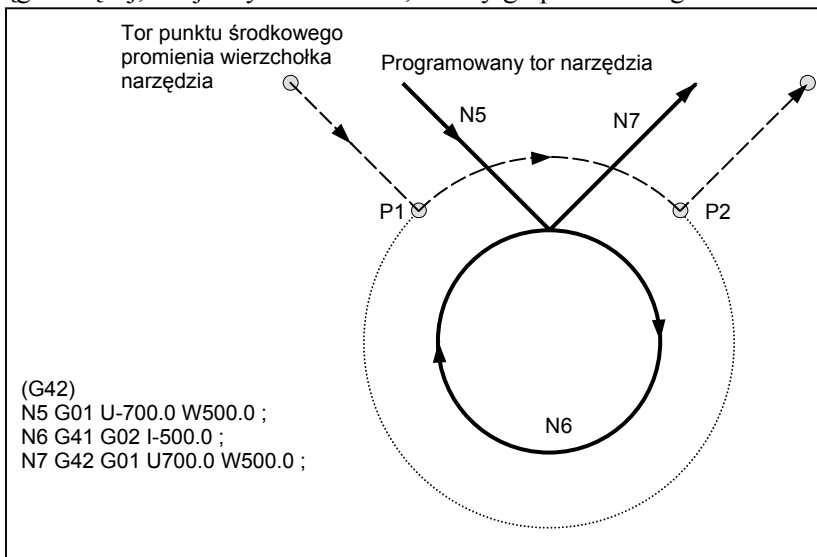 Tor punktu środkowego
promienia wierzchołka
narzędzia
Programowany tor narzędzia
N5
N7
P1
P2
N6
(G42)
N5 G01 U-700.0 W500.0 ;
N6 G41 G02 I-500.0 ;
N7 G42 G01 U700.0 W500.0 ;